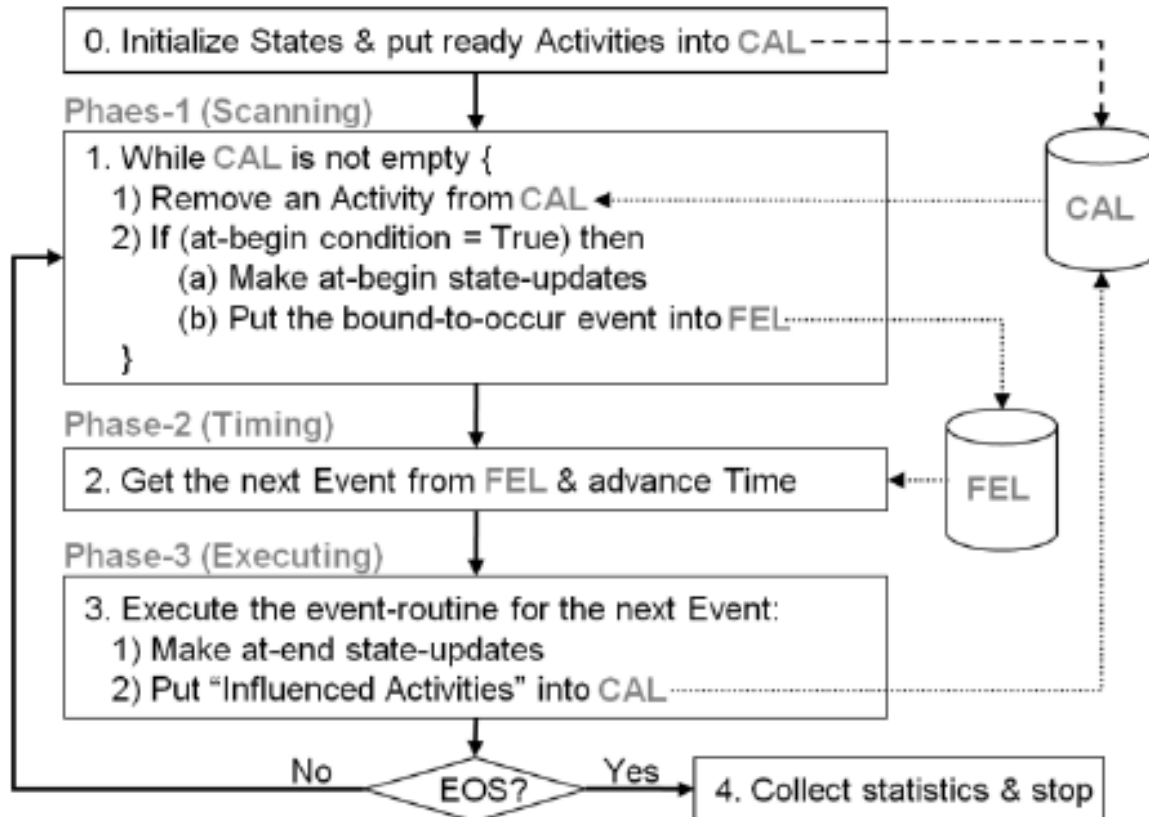 0. Initialize States & put ready Activities into CAL
Phaes-1 (Scanning)
1. While CAL is not empty {
1) Remove an Activity from CAL
CAL
2) If (at-begin condition = True) then
(a) Make at-begin state-updates
(b) Put the bound-to-occur event into FEL
}
Phase-2 (Timing)
2. Get the next Event from FEL & advance Time
FEL
Phase-3 (Executing)
3. Execute the event-routine for the next Event:
1) Make at-end state-updates
2) Put “Influenced Activities” into CAL
No
EOS?
Yes
4. Collect statistics & stop